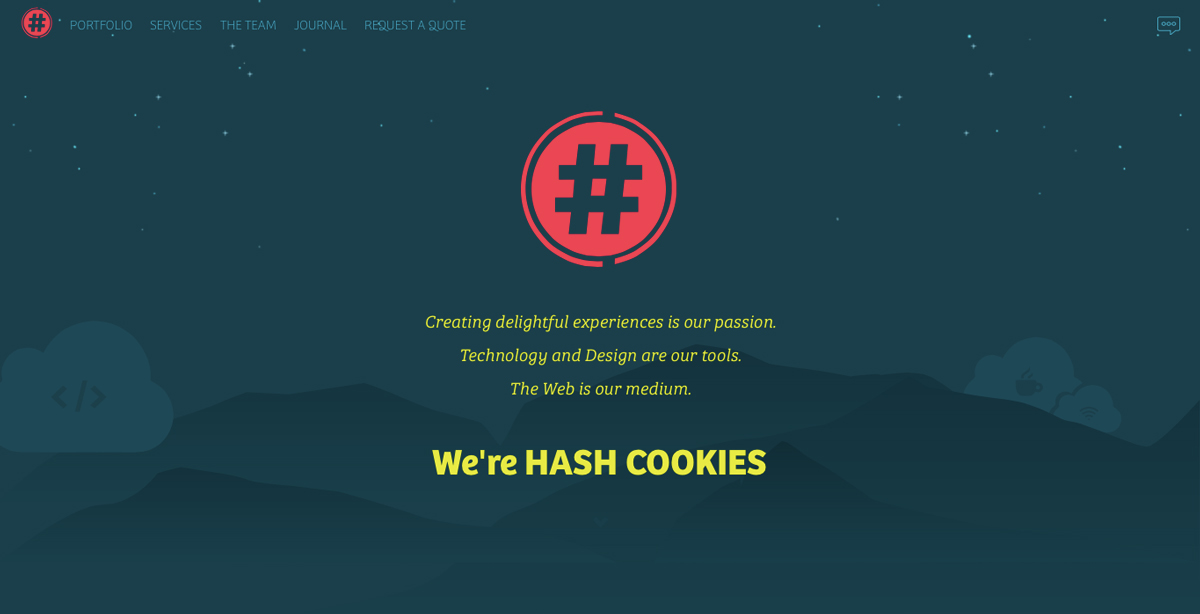 # PORTFOLIO SERVICES THE TEAM JOURNAL REQUEST A QUOTE
#
Creating delightful experiences is our passion.
Technology and Design are our tools.
The Web is our medium.
</>
We're HASH COOKIES